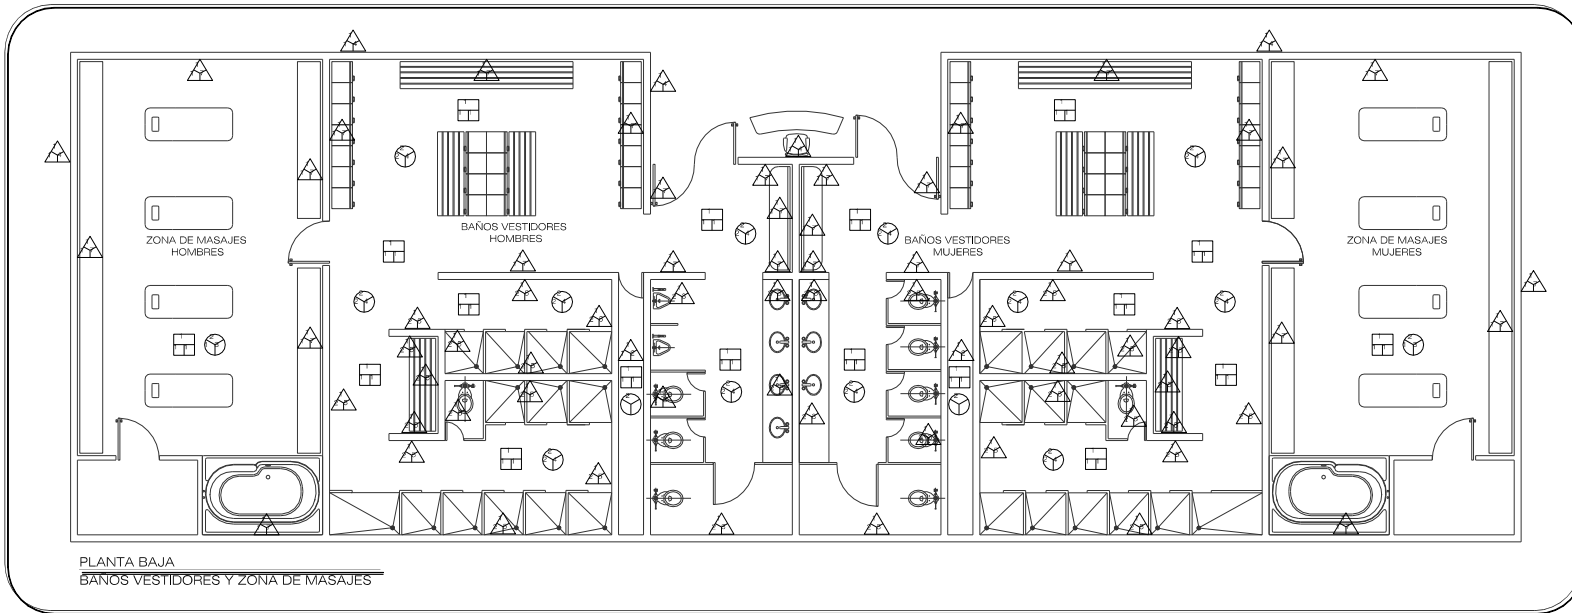 ZONA DE MASAJES
HOMBRES
BAÑOS VESTIDORES
HOMBRES
BAÑOS VESTIDORES
MUJERES
ZONA DE MASAJES
MUJERES
PLANTA BAJA
BAÑOS VESTIDORES Y ZONA DE MASAJES